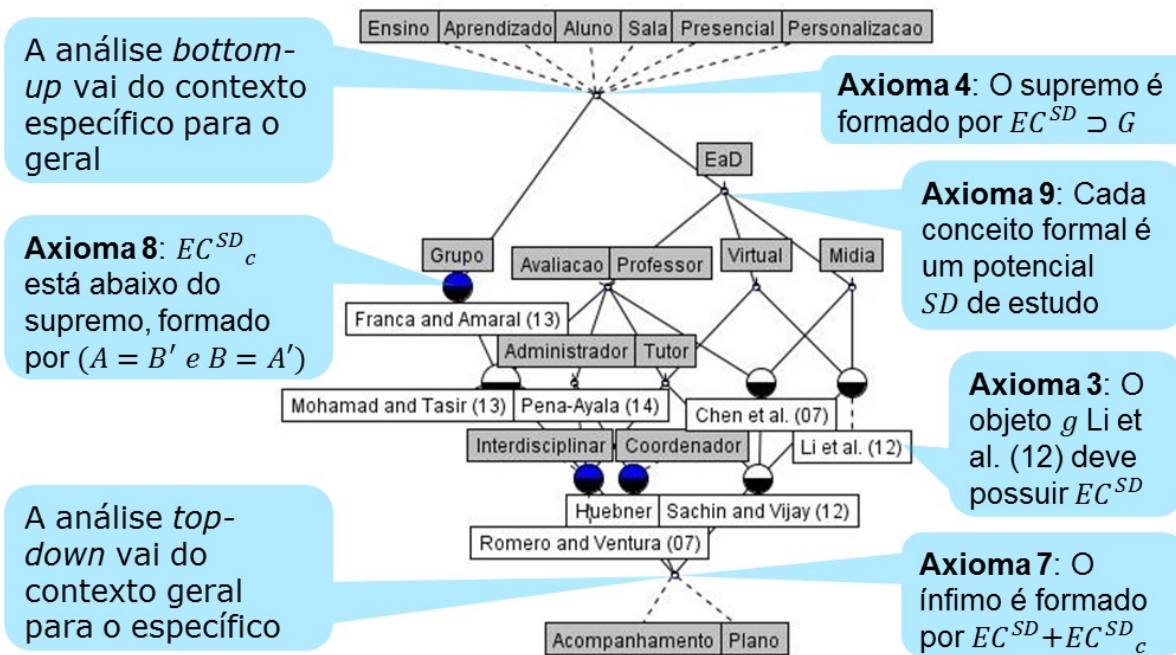 Ensino Aprendizado Aluno Sala Presencial Personalizacao
A análise bottom-
up vai do contexto
específico para o
geral
Axioma 4: O supremo é
formado por EC^SD ⊃ G
EaD
Axioma 9: Cada
conceito formal é
um potencial
SD de estudo
Axioma 8: EC^SD_c
está abaixo do
supremo, formado
por (A = B′ e B = A′)
Grupo
Avaliacao Professor
Virtual
Midia
Franca and Amaral (13)
Administrador Tutor
Mohamad and Tasir (13)
Pena-Ayala (14)
Chen et al. (07)
Li et al. (12)
Axioma 3: O
objeto g Li et
al. (12) deve
possuir EC^SD
Interdisciplinar
Coordenador
Huebner
Sachin and Vijay (12)
Romero and Ventura (07)
A análise top-
down vai do
contexto geral
para o específico
Axioma 7: O
ínfimo é formado
por EC^SD+EC^SD_c
Acompanhamento Plano